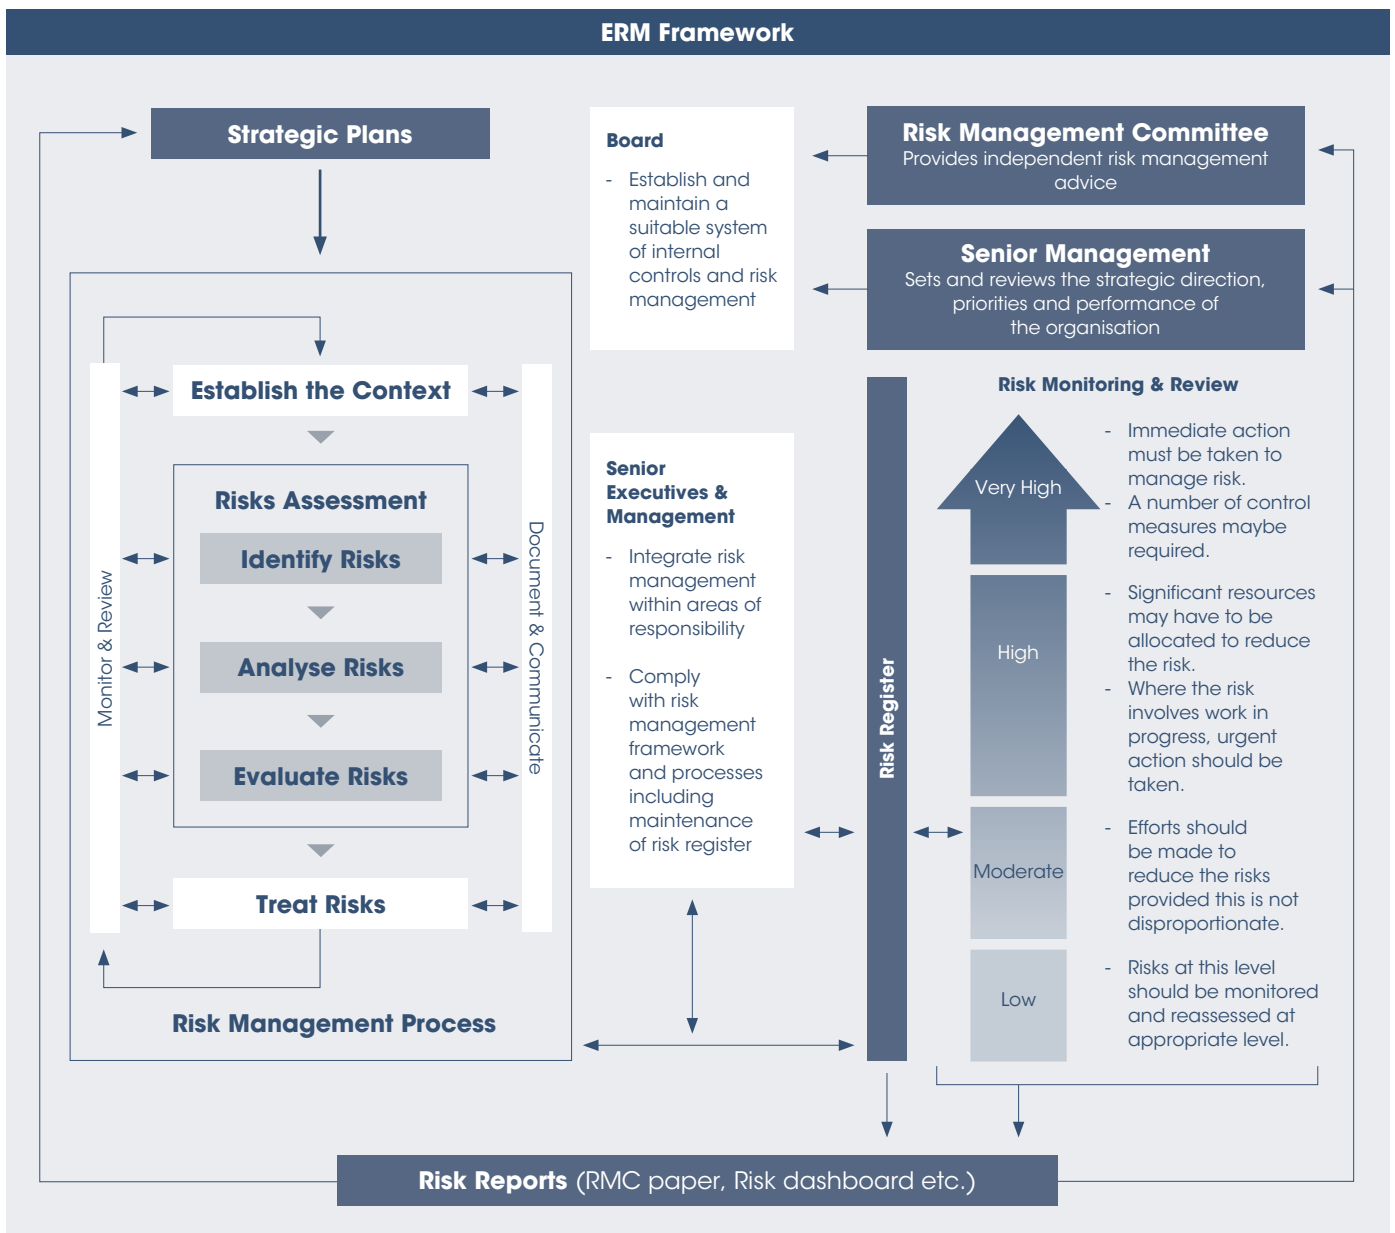 ERM Framework
Strategic Plans
Establish the Context
Risks Assessment
Identify Risks
Analyse Risks
Evaluate Risks
Treat Risks
Monitor & Review
Document & Communicate
Risk Management Process
Board
- Establish and
maintain a
suitable system
of internal
controls and risk
management
Senior
Executives &
Management
- Integrate risk
management
within areas of
responsibility
- Comply
with risk
management
framework
and processes
including
maintenance
of risk register
Risk Management Committee
Provides independent risk management
advice
Senior Management
Sets and reviews the strategic direction,
priorities and performance of
the organisation
Risk Register
Risk Monitoring & Review
Very High
- Immediate action
must be taken to
manage risk.
- A number of control
measures maybe
required.
High
- Significant resources
may have to be
allocated to reduce
the risk.
- Where the risk
involves work in
progress, urgent
action should be
taken.
Moderate
- Efforts should
be made to
reduce the risks
provided this is not
disproportionate.
Low
- Risks at this level
should be monitored
and reassessed at
appropriate level.
Risk Reports (RMC paper, Risk dashboard etc.)